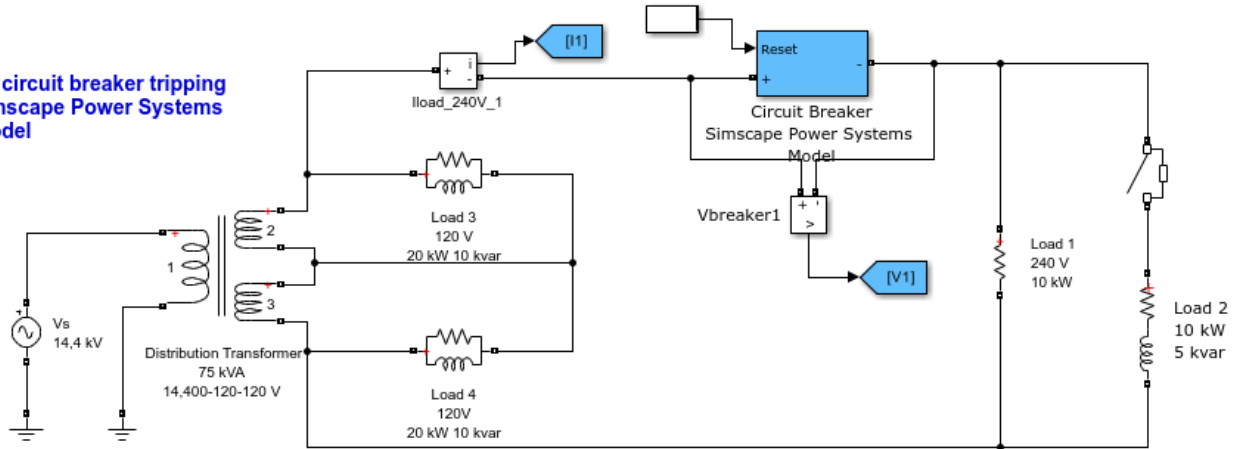 circuit breaker tripping
Simscape Power Systems
[I1]
i
+
-
Iload_240V_1
Reset
+
-
Circuit Breaker
Simscape Power Systems
Model
Vbreaker1
+ -
v
[V1]
Load 3
120 V
20 kW 10 kvar
1
2
3
Vs
14,4 kV
Distribution Transformer
75 kVA
14,400-120-120 V
Load 4
120V
20 kW 10 kvar
Load 1
240 V
10 kW
Load 2
10 kW
5 kvar